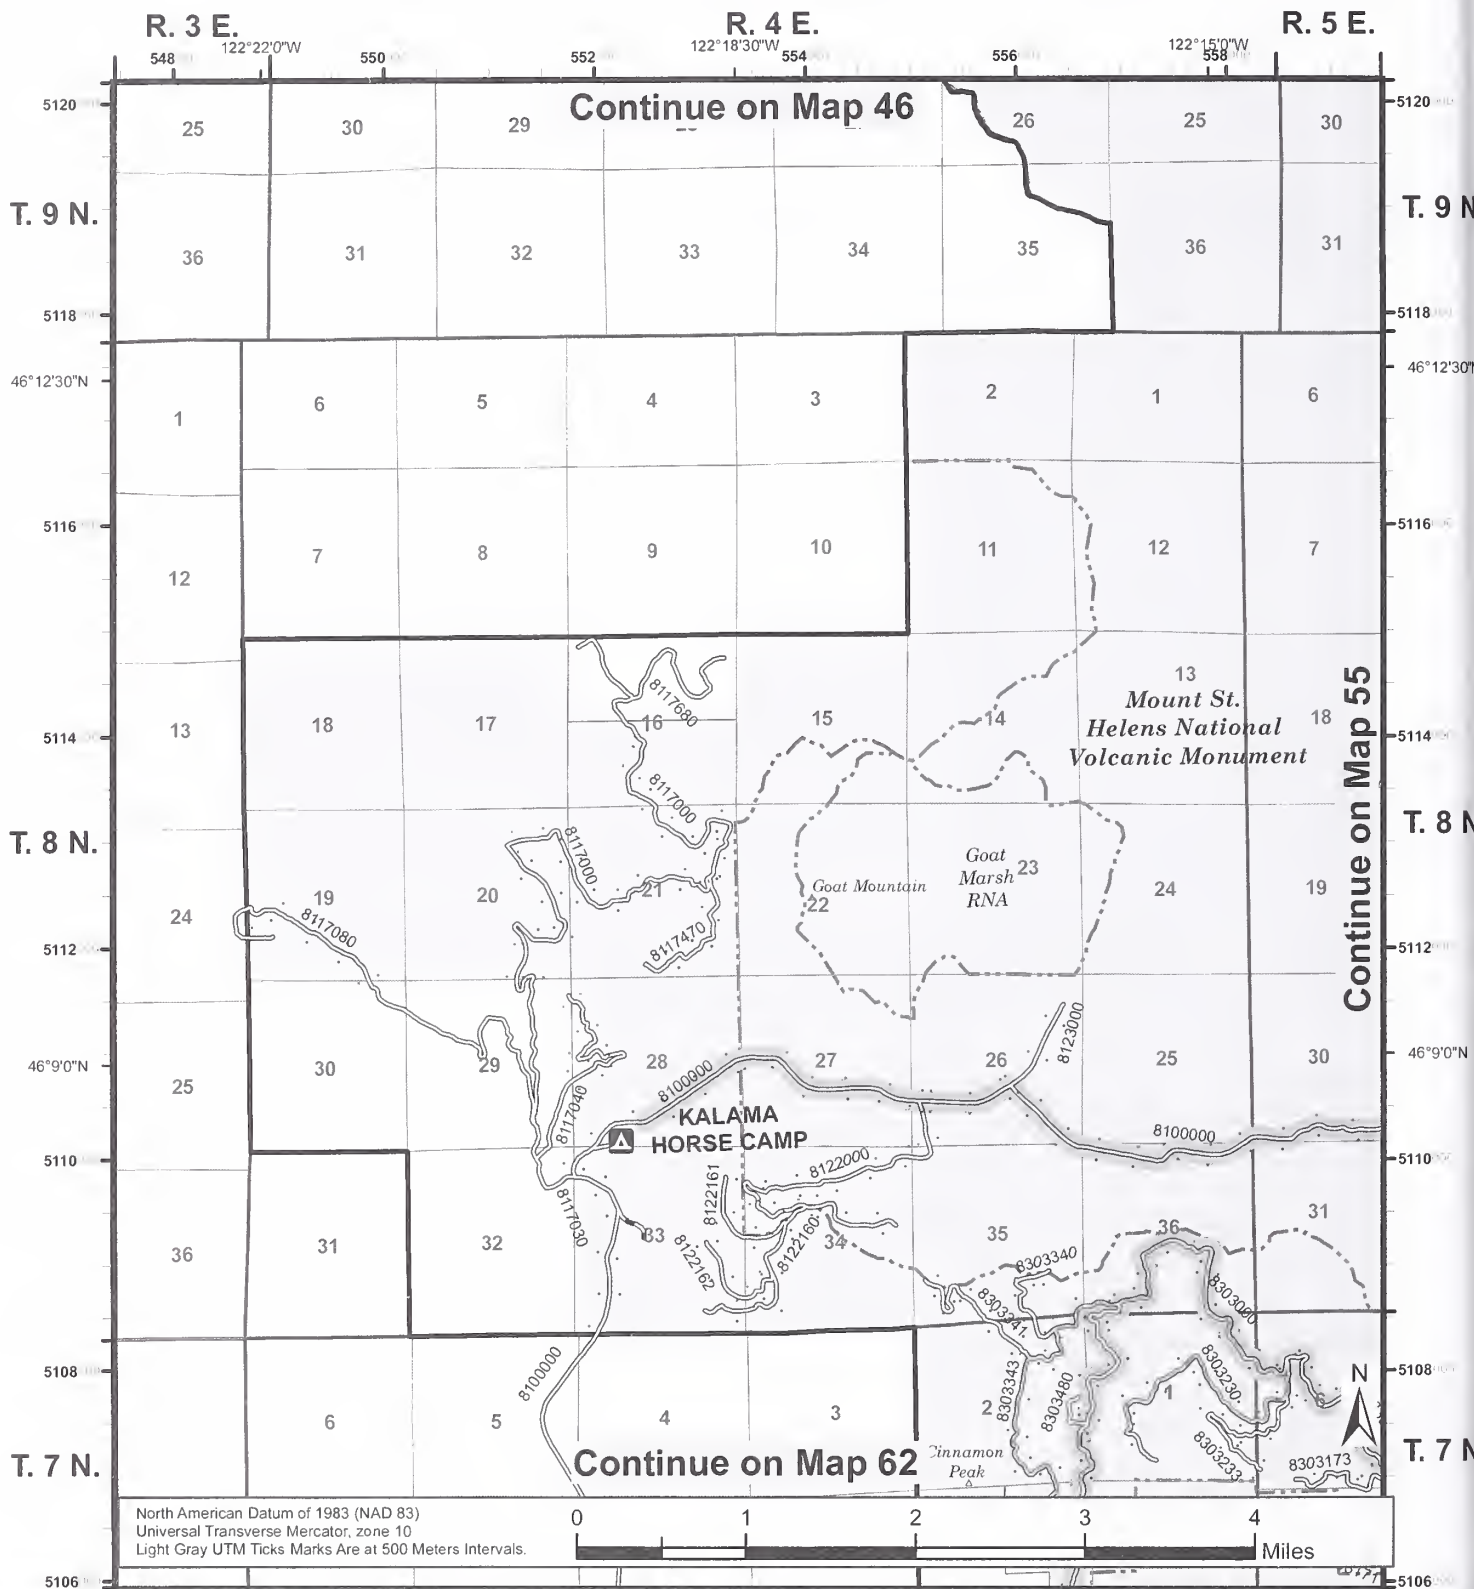 R. 3 E. R. 4 E. R. 5 E.
122°22'0"W 122°18'30"W 122°15'0"W
548 550 552 554 556 558
5120 Continue on Map 46 5120
25 30 29 26 25 30
T. 9 N. T. 9 N
36 31 32 33 34 35 36 31
5118 5118
46°12'30"N 46°12'30"N
1 6 5 4 3 2 1 6
5116 5116
12 7 8 9 10 11 12 7
13 18 17 16 15 14 13 18
8117680
Mount St.
Helens National
Volcanic Monument
5114 5114
Continue on Map 55
8117000
8117000
T. 8 N. T. 8 N
24 19 20 21 22 23 24 19
Goat Mountain
Goat
Marsh
RNA
8117080
8117470
5112 5112
8123000
46°9'0"N 46°9'0"N
25 30 29 28 27 26 25 30
8100000
8117040
KALAMA
HORSE CAMP
8100000
5110 5110
8122000
8122161
8117030
36 31 32 33 34 35 36 31
8122160
8122162
8303340
8303341
8303000
5108 5108
8100000
8303343
8303480
8303230
N
6 5 4 3 2 1
T. 7 N. T. 7 N
Continue on Map 62
Cinnamon
Peak
8303233
8303173
North American Datum of 1983 (NAD 83)
Universal Transverse Mercator, zone 10
Light Gray UTM Ticks Marks Are at 500 Meters Intervals.
0 1 2 3 4
Miles
5106 5106